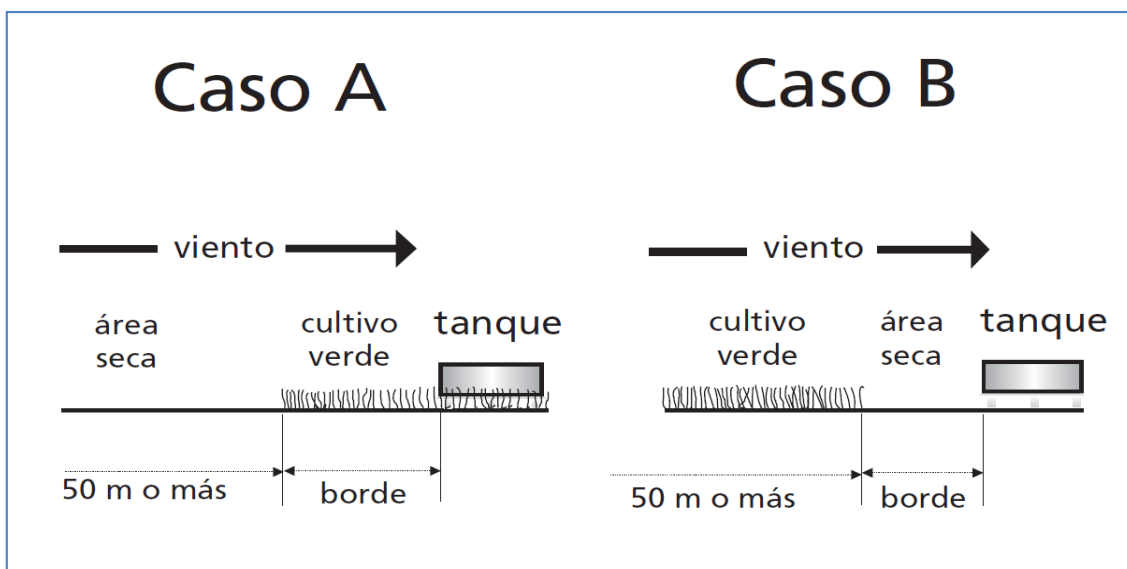 Caso A
viento
área
seca
cultivo
verde
tanque
50 m o más
borde
Caso B
viento
cultivo
verde
área
seca
tanque
50 m o más
borde